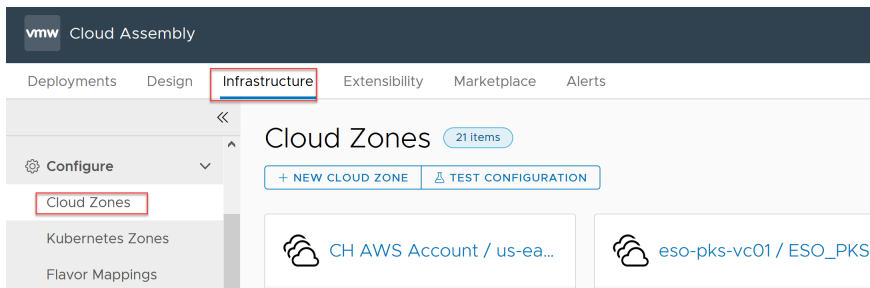 vmw Cloud Assembly
Deployments Design Infrastructure Extensibility Marketplace Alerts
Cloud Zones 21 items
Configure
+ NEW CLOUD ZONE TEST CONFIGURATION
Cloud Zones
Kubernetes Zones
CH AWS Account / us-ea... eso-pks-vc01 / ESO_PKS
Flavor Mappings